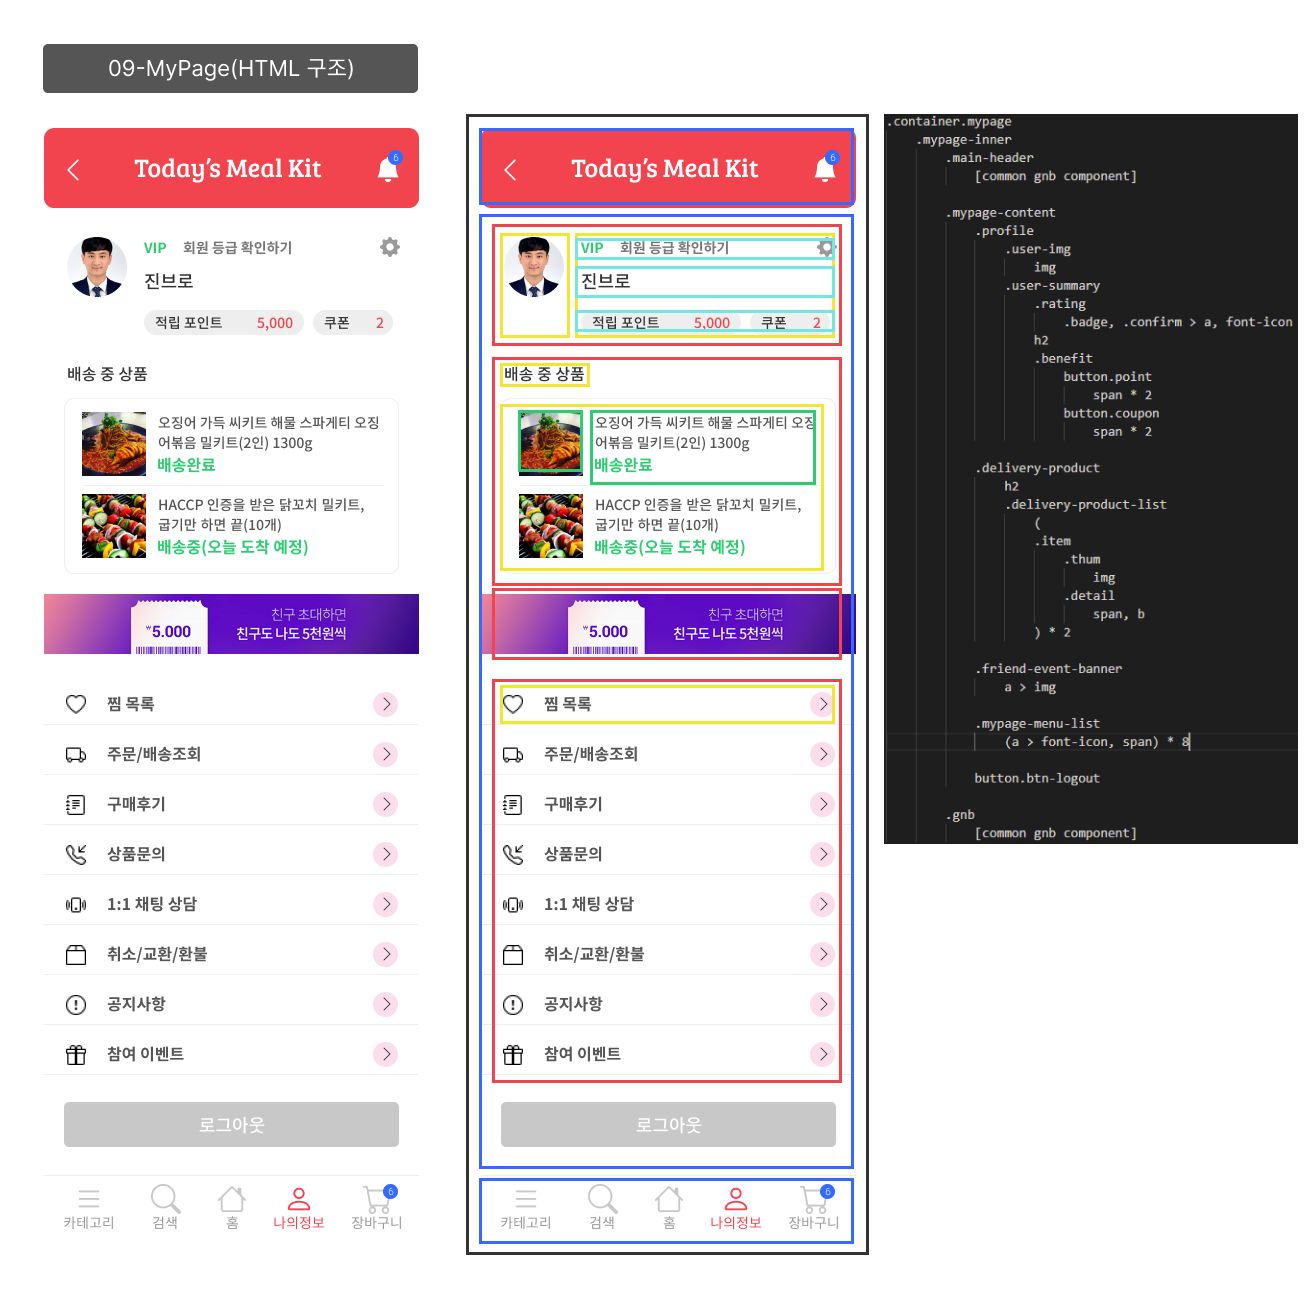 09-MyPage(HTML 구조)
Today's Meal Kit
6
VIP 회원 등급 확인하기
진브로
적립 포인트 5,000 쿠폰 2
배송 중 상품
오징어 가득 씨키트 해물 스파게티 오징
어볶음 밀키트(2인) 1300g
배송완료
HACCP 인증을 받은 닭꼬치 밀키트,
굽기만 하면 끝(10개)
배송중(오늘 도착 예정)
₩5.000
친구 초대하면
친구도 나도 5천원씩
찜 목록
주문/배송조회
구매후기
상품문의
1:1 채팅 상담
취소/교환/환불
공지사항
참여 이벤트
로그아웃
6
카테고리 검색 홈 나의정보 장바구니
Today's Meal Kit
6
VIP 회원 등급 확인하기
진브로
적립 포인트 5,000 쿠폰 2
배송 중 상품
오징어 가득 씨키트 해물 스파게티 오징
어볶음 밀키트(2인) 1300g
배송완료
HACCP 인증을 받은 닭꼬치 밀키트,
굽기만 하면 끝(10개)
배송중(오늘 도착 예정)
₩5.000
친구 초대하면
친구도 나도 5천원씩
찜 목록
주문/배송조회
구매후기
상품문의
1:1 채팅 상담
취소/교환/환불
공지사항
참여 이벤트
로그아웃
6
카테고리 검색 홈 나의정보 장바구니
.container.mypage
.mypage-inner
.main-header
[common gnb component]
.mypage-content
.profile
.user-img
img
.user-summary
.rating
.badge, .confirm > a, font-icon
h2
.benefit
button.point
span * 2
button.coupon
span * 2
.delivery-product
h2
.delivery-product-list
(
.item
.thum
img
.detail
span, b
) * 2
.friend-event-banner
a > img
.mypage-menu-list
(a > font-icon, span) * 8
button.btn-logout
.gnb
[common gnb component]